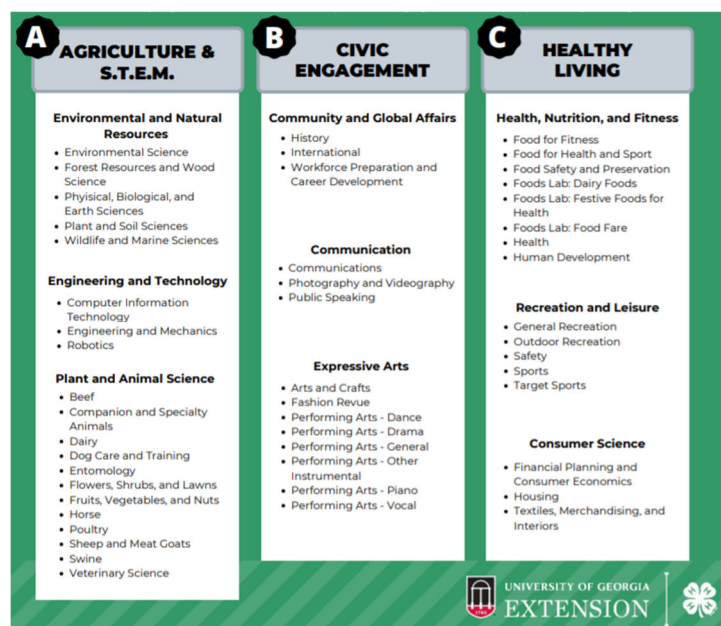 A
AGRICULTURE &
S.T.E.M.
Environmental and Natural
Resources
• Environmental Science
• Forest Resources and Wood
Science
• Phyisical, Biological, and
Earth Sciences
• Plant and Soil Sciences
• Wildlife and Marine Sciences
Engineering and Technology
• Computer Information
Technology
• Engineering and Mechanics
• Robotics
Plant and Animal Science
• Beef
• Companion and Specialty
Animals
• Dairy
• Dog Care and Training
• Entomology
• Flowers, Shrubs, and Lawns
• Fruits, Vegetables, and Nuts
• Horse
• Poultry
• Sheep and Meat Goats
• Swine
• Veterinary Science
B
CIVIC
ENGAGEMENT
Community and Global Affairs
• History
• International
• Workforce Preparation and
Career Development
Communication
• Communications
• Photography and Videography
• Public Speaking
Expressive Arts
• Arts and Crafts
• Fashion Revue
• Performing Arts - Dance
• Performing Arts - Drama
• Performing Arts - General
• Performing Arts - Other
Instrumental
• Performing Arts - Piano
• Performing Arts - Vocal
C
HEALTHY
LIVING
Health, Nutrition, and Fitness
• Food for Fitness
• Food for Health and Sport
• Food Safety and Preservation
• Foods Lab: Dairy Foods
• Foods Lab: Festive Foods for
Health
• Foods Lab: Food Fare
• Health
• Human Development
Recreation and Leisure
• General Recreation
• Outdoor Recreation
• Safety
• Sports
• Target Sports
Consumer Science
• Financial Planning and
Consumer Economics
• Housing
• Textiles, Merchandising, and
Interiors
1785
UNIVERSITY OF GEORGIA
EXTENSION